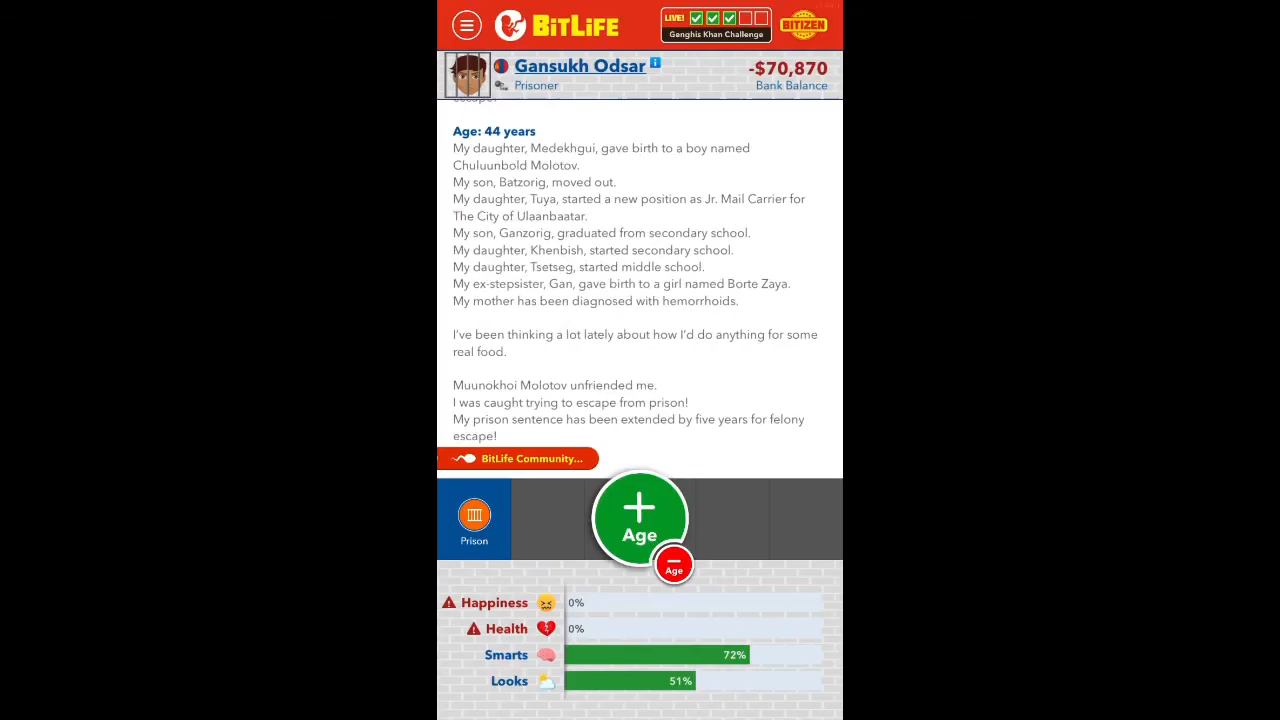 BitLife
LIVE!
Genghis Khan Challenge
BITIZEN
Gansukh Odsar
-$70,870
Prisoner
Bank Balance
escape!
Age: 44 years
My daughter, Medekhgui, gave birth to a boy named
Chuluunbold Molotov.
My son, Batzorig, moved out.
My daughter, Tuya, started a new position as Jr. Mail Carrier for
The City of Ulaanbaatar.
My son, Ganzorig, graduated from secondary school.
My daughter, Khenbish, started secondary school.
My daughter, Tsetseg, started middle school.
My ex-stepsister, Gan, gave birth to a girl named Borte Zaya.
My mother has been diagnosed with hemorrhoids.
I've been thinking a lot lately about how I'd do anything for some
real food.
Muunokhoi Molotov unfriended me.
I was caught trying to escape from prison!
My prison sentence has been extended by five years for felony
escape!
BitLife Community...
Prison
Age
Age
Happiness 0%
Health 0%
Smarts 72%
Looks 51%